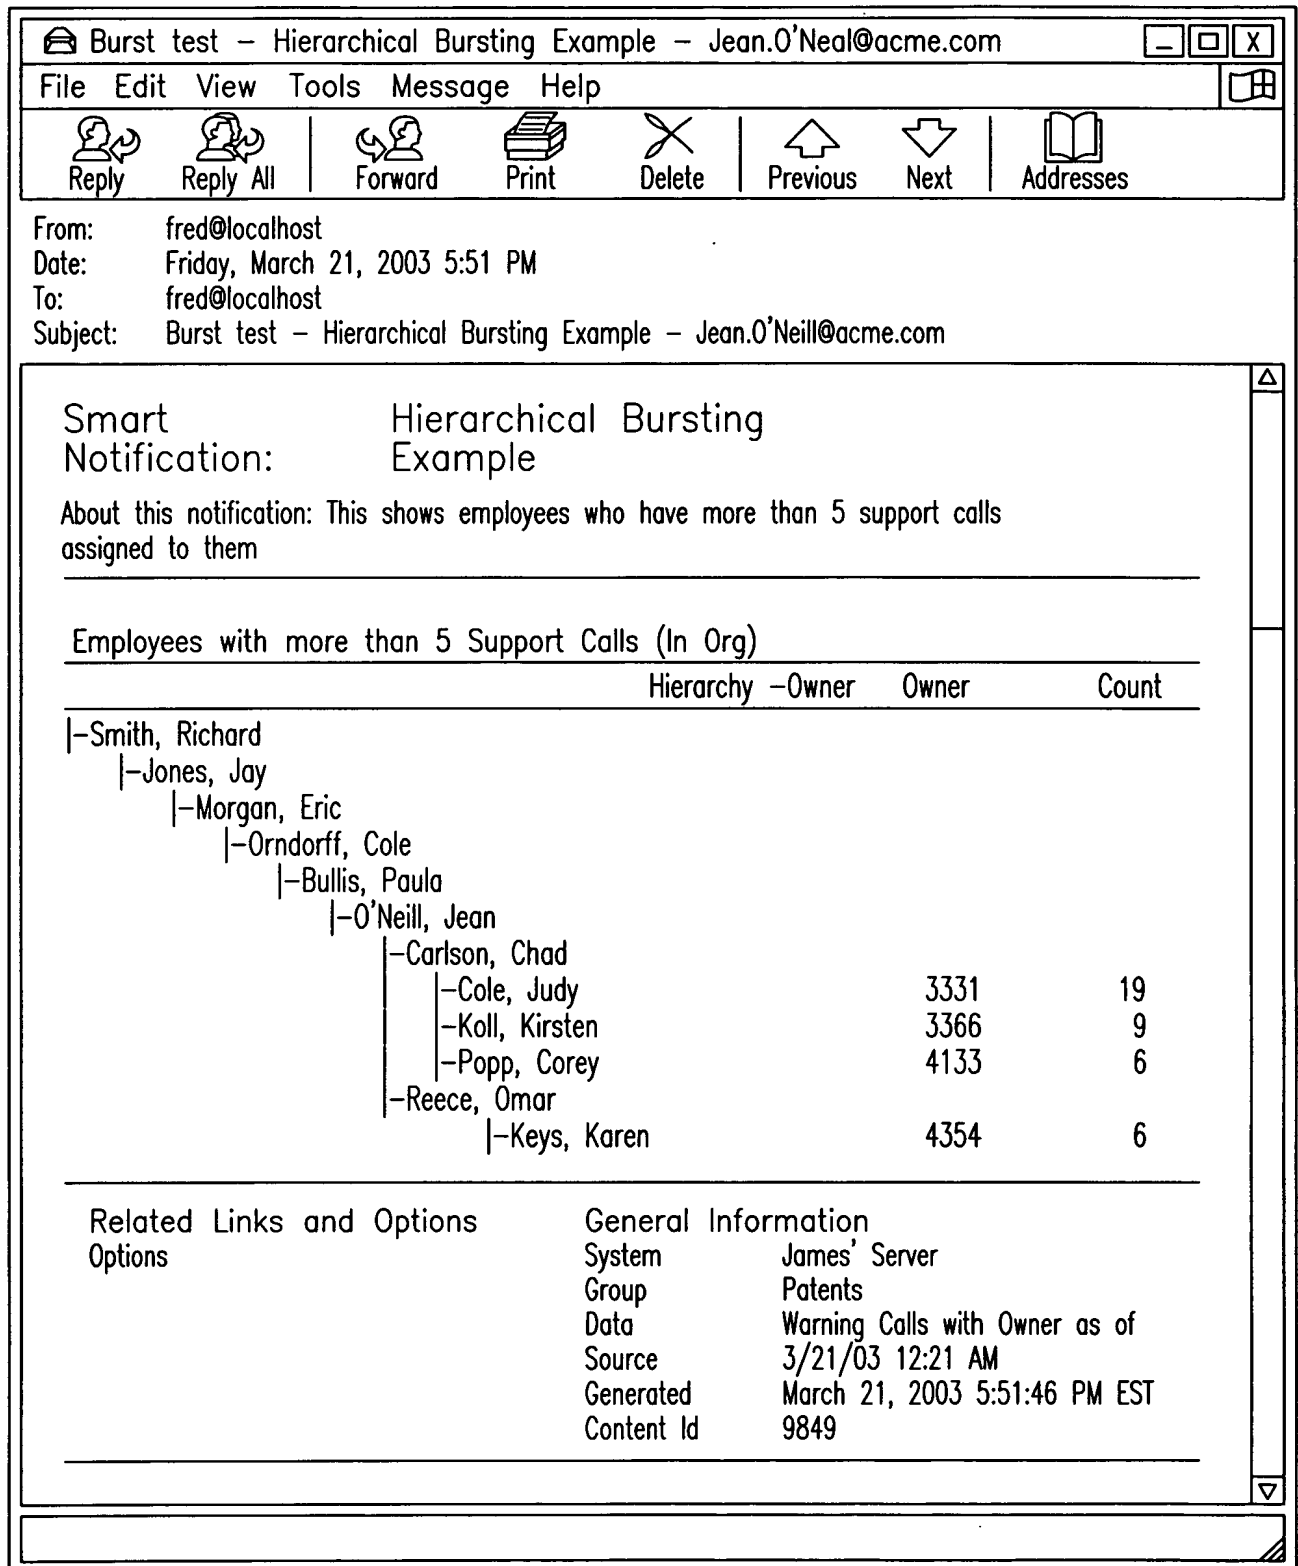 Burst test – Hierarchical Bursting Example – Jean.O'Neal@acme.com
File Edit View Tools Message Help
Reply Reply All Forward Print Delete Previous Next Addresses
From: fred@localhost
Date: Friday, March 21, 2003 5:51 PM
To: fred@localhost
Subject: Burst test – Hierarchical Bursting Example – Jean.O'Neill@acme.com
Smart Hierarchical Bursting
Notification: Example
About this notification: This shows employees who have more than 5 support calls
assigned to them
Employees with more than 5 Support Calls (In Org)
Hierarchy –Owner Owner Count
|–Smith, Richard
|–Jones, Jay
|–Morgan, Eric
|–Orndorff, Cole
|–Bullis, Paula
|–O'Neill, Jean
|–Carlson, Chad
|–Cole, Judy 3331 19
|–Koll, Kirsten 3366 9
|–Popp, Corey 4133 6
|–Reece, Omar
|–Keys, Karen 4354 6
Related Links and Options General Information
Options System James' Server
Group Patents
Data Warning Calls with Owner as of
Source 3/21/03 12:21 AM
Generated March 21, 2003 5:51:46 PM EST
Content Id 9849